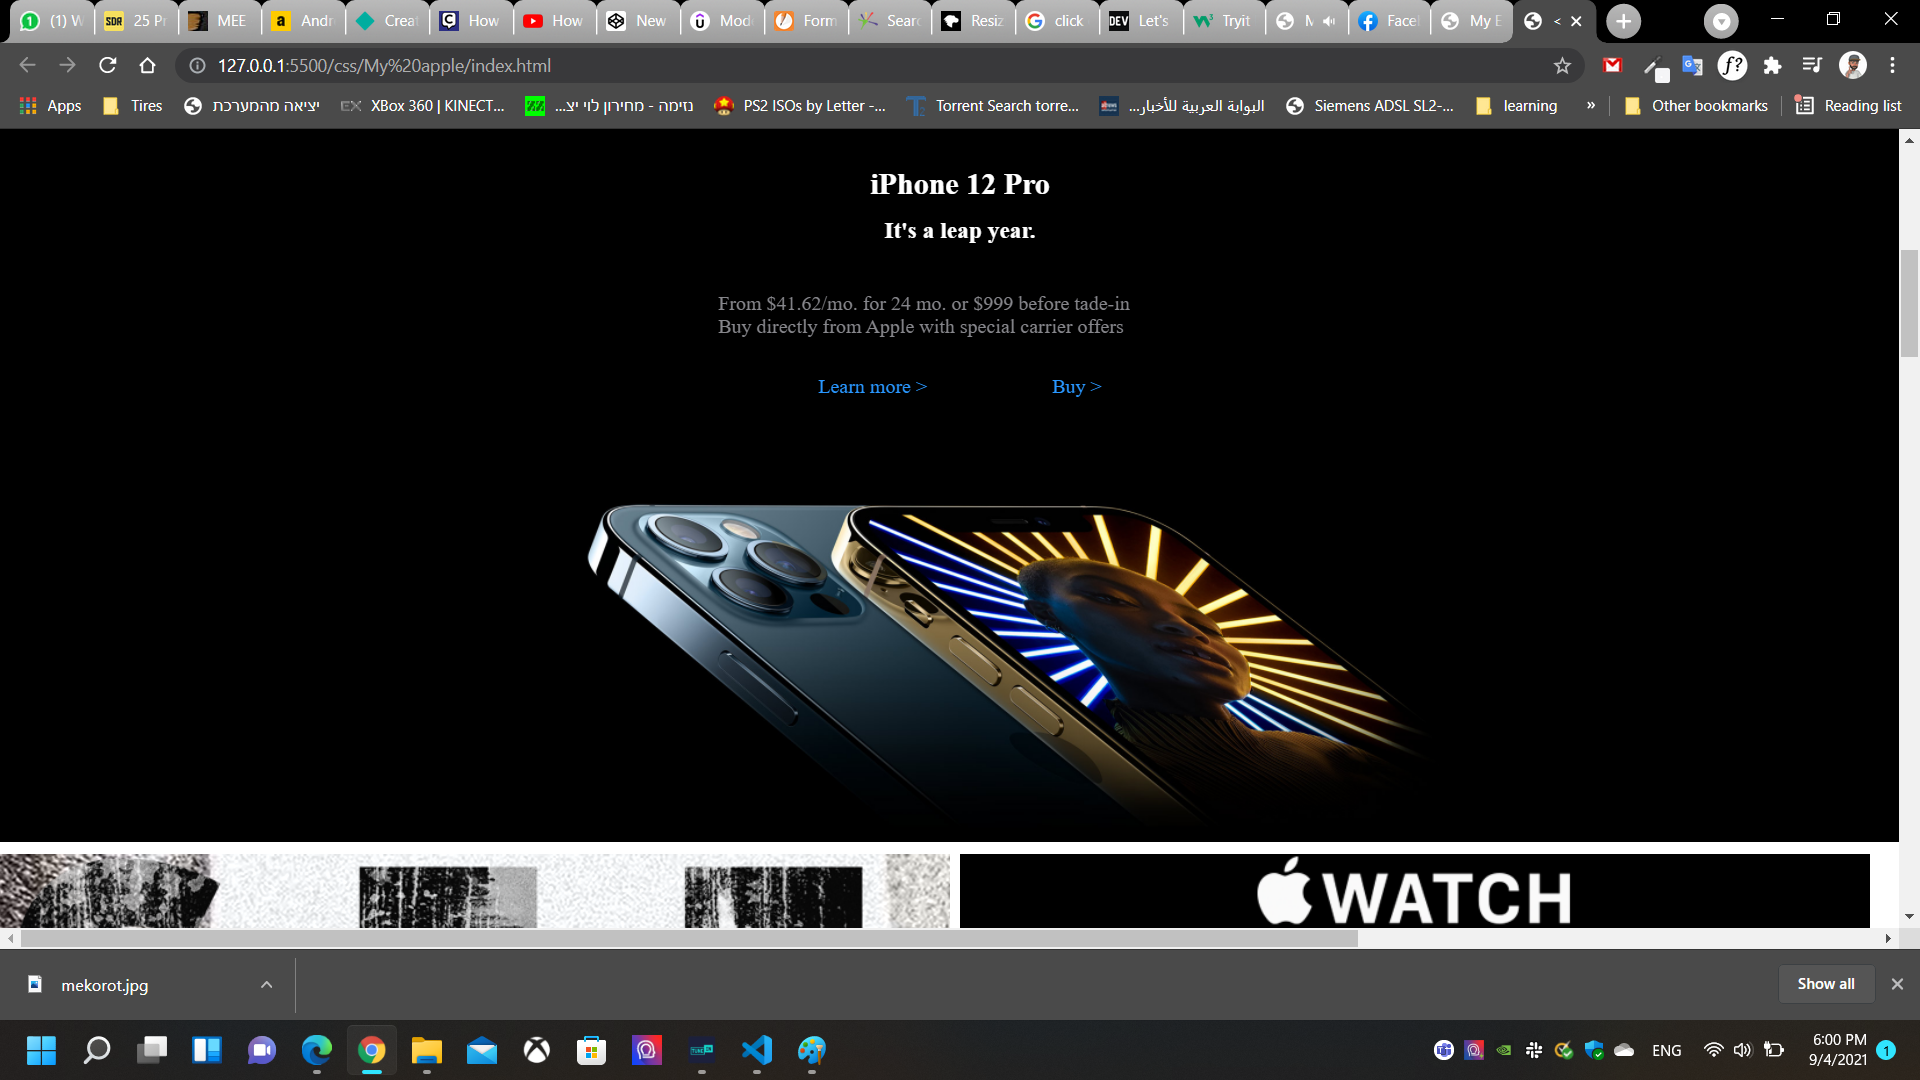 (1) W
25 Pr
MEE
Andr
Creat
How
How
New
Mod
Form
Searc
Resiz
click
Let's
Tryit
M
Faceb
My E
<
127.0.0.1:5500/css/My%20apple/index.html
Apps
Tires
יציאה מהמערכת
XBox 360 | KINECT...
נזימה - מחירון לוי יצ...
PS2 ISOs by Letter -...
Torrent Search torre...
البوابة العربية للأخبار...
Siemens ADSL SL2-...
learning
»
Other bookmarks
Reading list
iPhone 12 Pro
It's a leap year.
From $41.62/mo. for 24 mo. or $999 before tade-in
Buy directly from Apple with special carrier offers
Learn more > Buy >
WATCH
mekorot.jpg
Show all
ENG
6:00 PM
9/4/2021
1